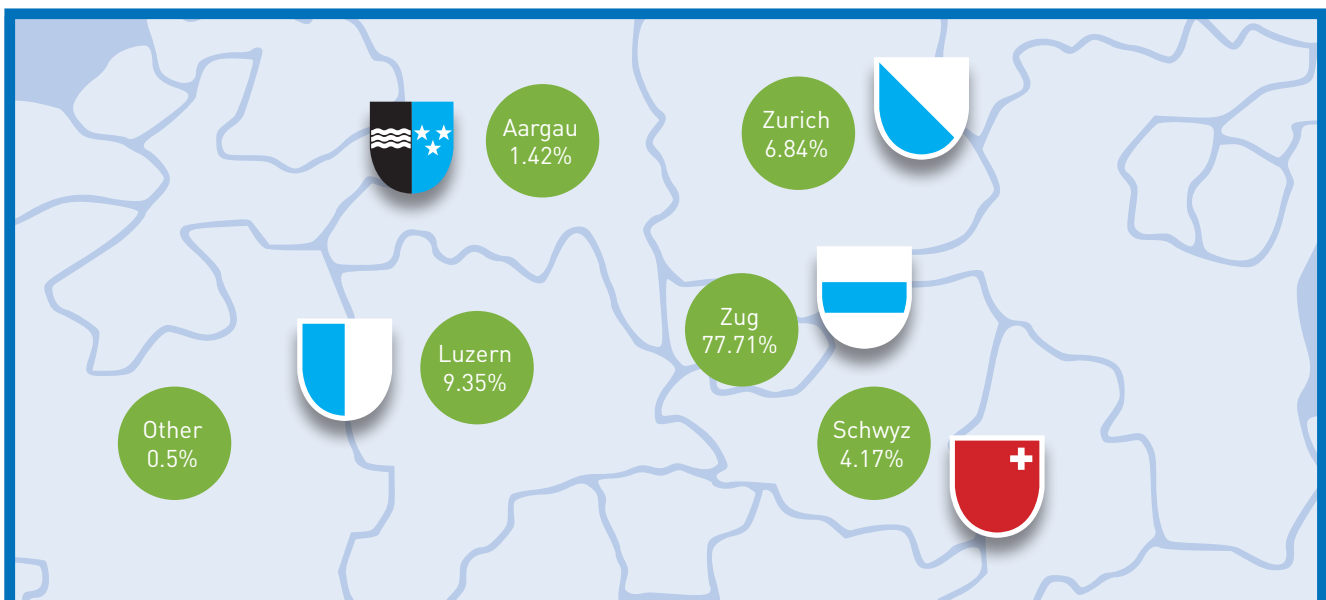 Aargau
1.42%
Zurich
6.84%
Zug
77.71%
Luzern
9.35%
Other
0.5%
Schwyz
4.17%